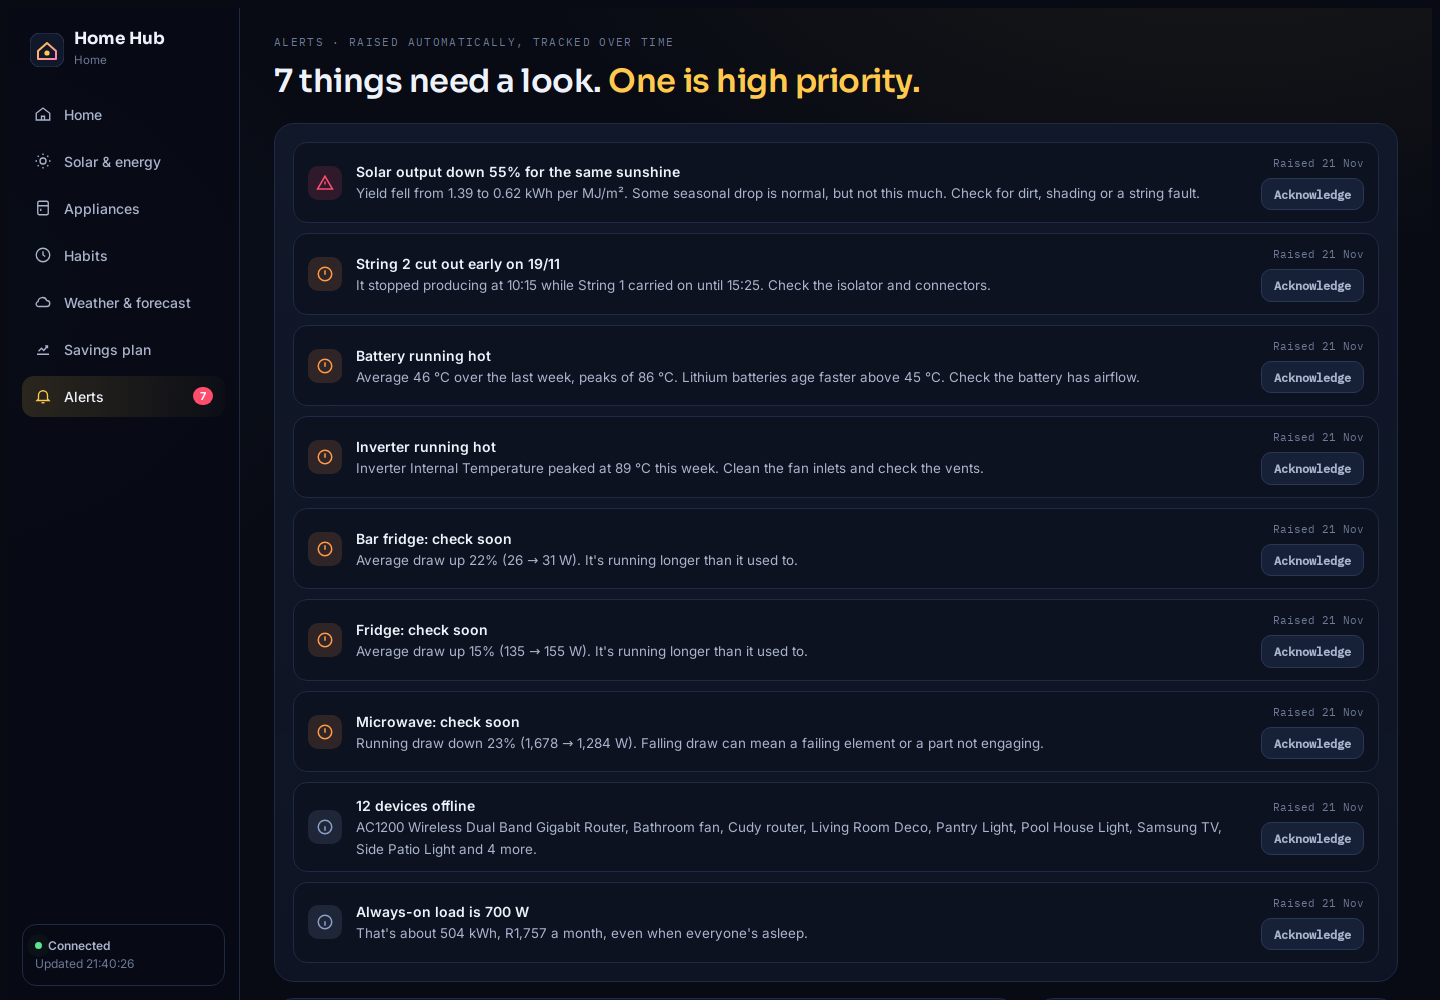 Home Hub
Home
Home
Solar & energy
Appliances
Habits
Weather & forecast
Savings plan
Alerts
7
Connected
Updated 21:40:26
ALERTS · RAISED AUTOMATICALLY, TRACKED OVER TIME
7 things need a look. One is high priority.
Solar output down 55% for the same sunshine
Yield fell from 1.39 to 0.62 kWh per MJ/m². Some seasonal drop is normal, but not this much. Check for dirt, shading or a string fault.
Raised 21 Nov
Acknowledge
String 2 cut out early on 19/11
It stopped producing at 10:15 while String 1 carried on until 15:25. Check the isolator and connectors.
Raised 21 Nov
Acknowledge
Battery running hot
Average 46 °C over the last week, peaks of 86 °C. Lithium batteries age faster above 45 °C. Check the battery has airflow.
Raised 21 Nov
Acknowledge
Inverter running hot
Inverter Internal Temperature peaked at 89 °C this week. Clean the fan inlets and check the vents.
Raised 21 Nov
Acknowledge
Bar fridge: check soon
Average draw up 22% (26 → 31 W). It's running longer than it used to.
Raised 21 Nov
Acknowledge
Fridge: check soon
Average draw up 15% (135 → 155 W). It's running longer than it used to.
Raised 21 Nov
Acknowledge
Microwave: check soon
Running draw down 23% (1,678 → 1,284 W). Falling draw can mean a failing element or a part not engaging.
Raised 21 Nov
Acknowledge
12 devices offline
AC1200 Wireless Dual Band Gigabit Router, Bathroom fan, Cudy router, Living Room Deco, Pantry Light, Pool House Light, Samsung TV,
Side Patio Light and 4 more.
Raised 21 Nov
Acknowledge
Always-on load is 700 W
That's about 504 kWh, R1,757 a month, even when everyone's asleep.
Raised 21 Nov
Acknowledge